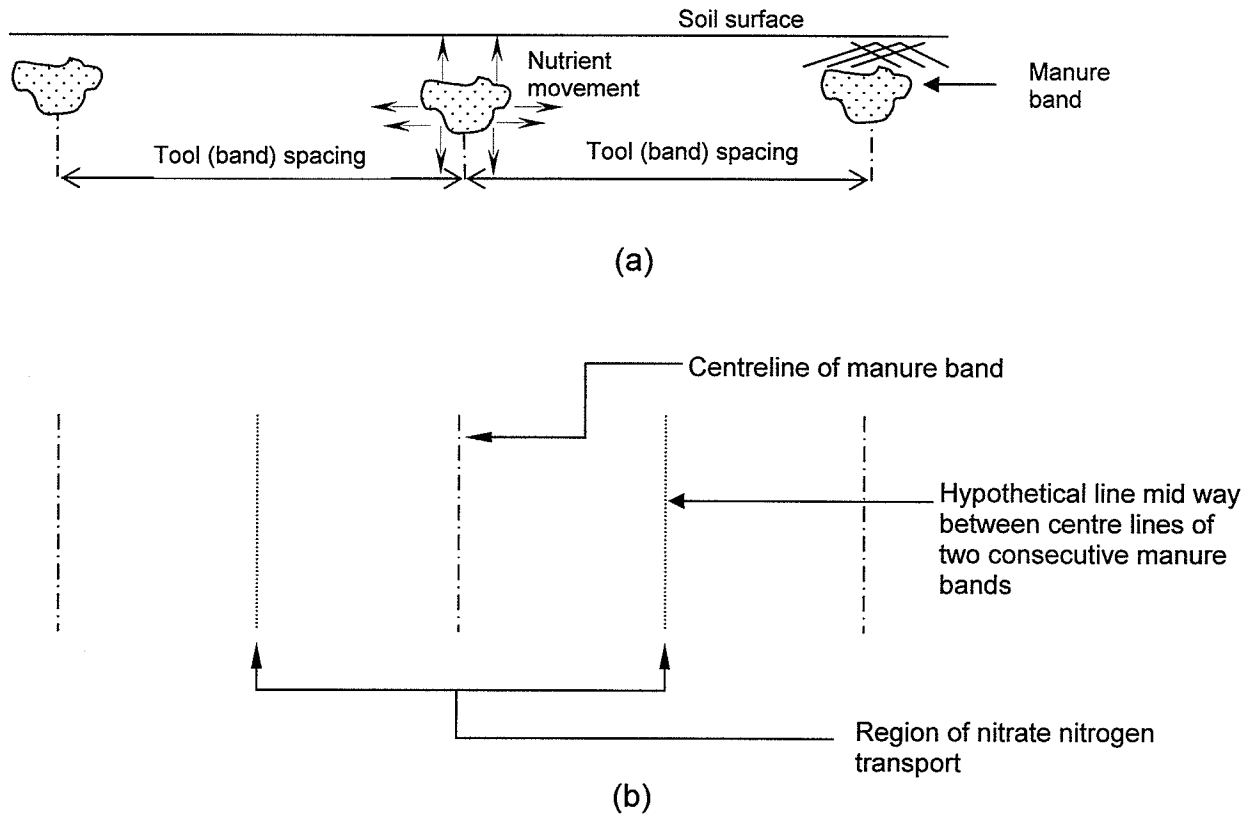 Soil surface
Nutrient
movement
Manure
band
Tool (band) spacing
Tool (band) spacing
(a)
Centreline of manure band
Hypothetical line mid way
between centre lines of
two consecutive manure
bands
Region of nitrate nitrogen
transport
(b)